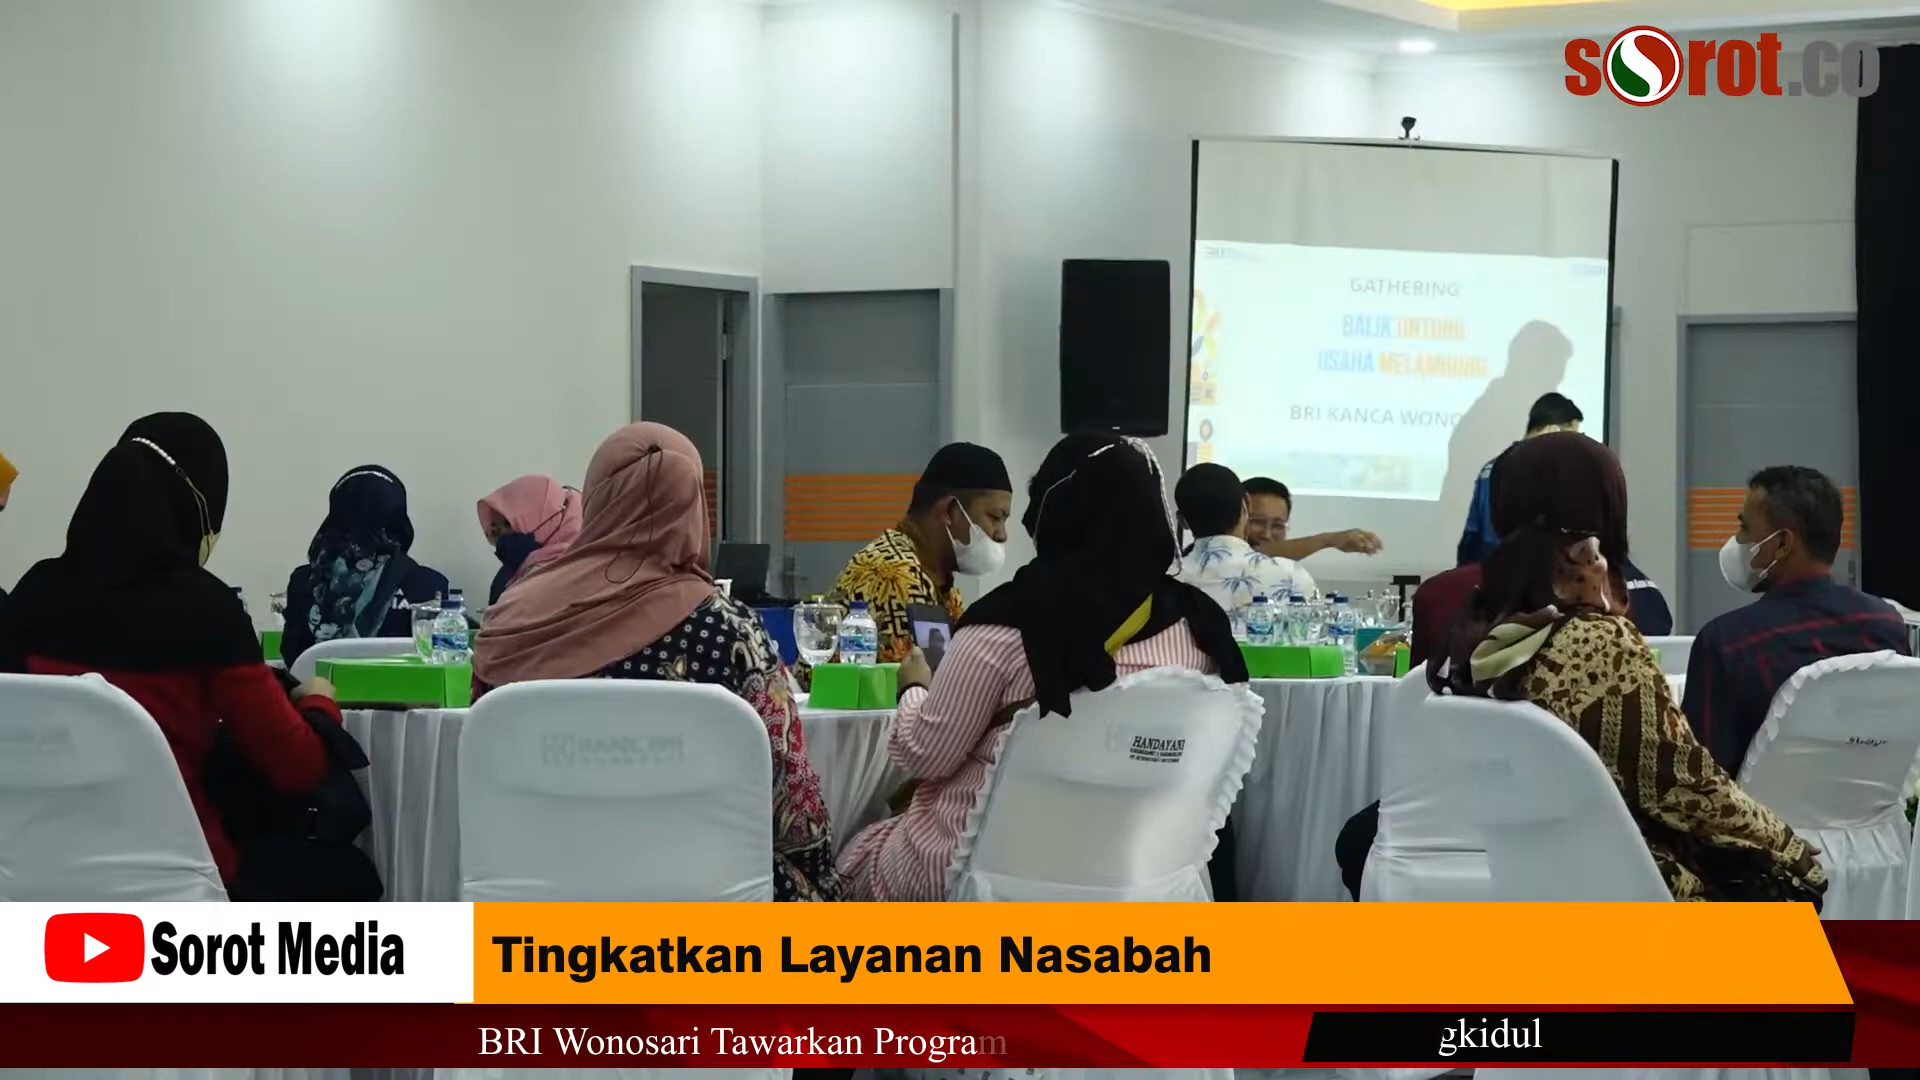 sorot.co
GATHERING
BALIK UNTUNG
USAHA MELAMBUNG
BRI KANCA WONO
HANDAYANI
Sorot Media
Tingkatkan Layanan Nasabah
BRI Wonosari Tawarkan Program
gkidul